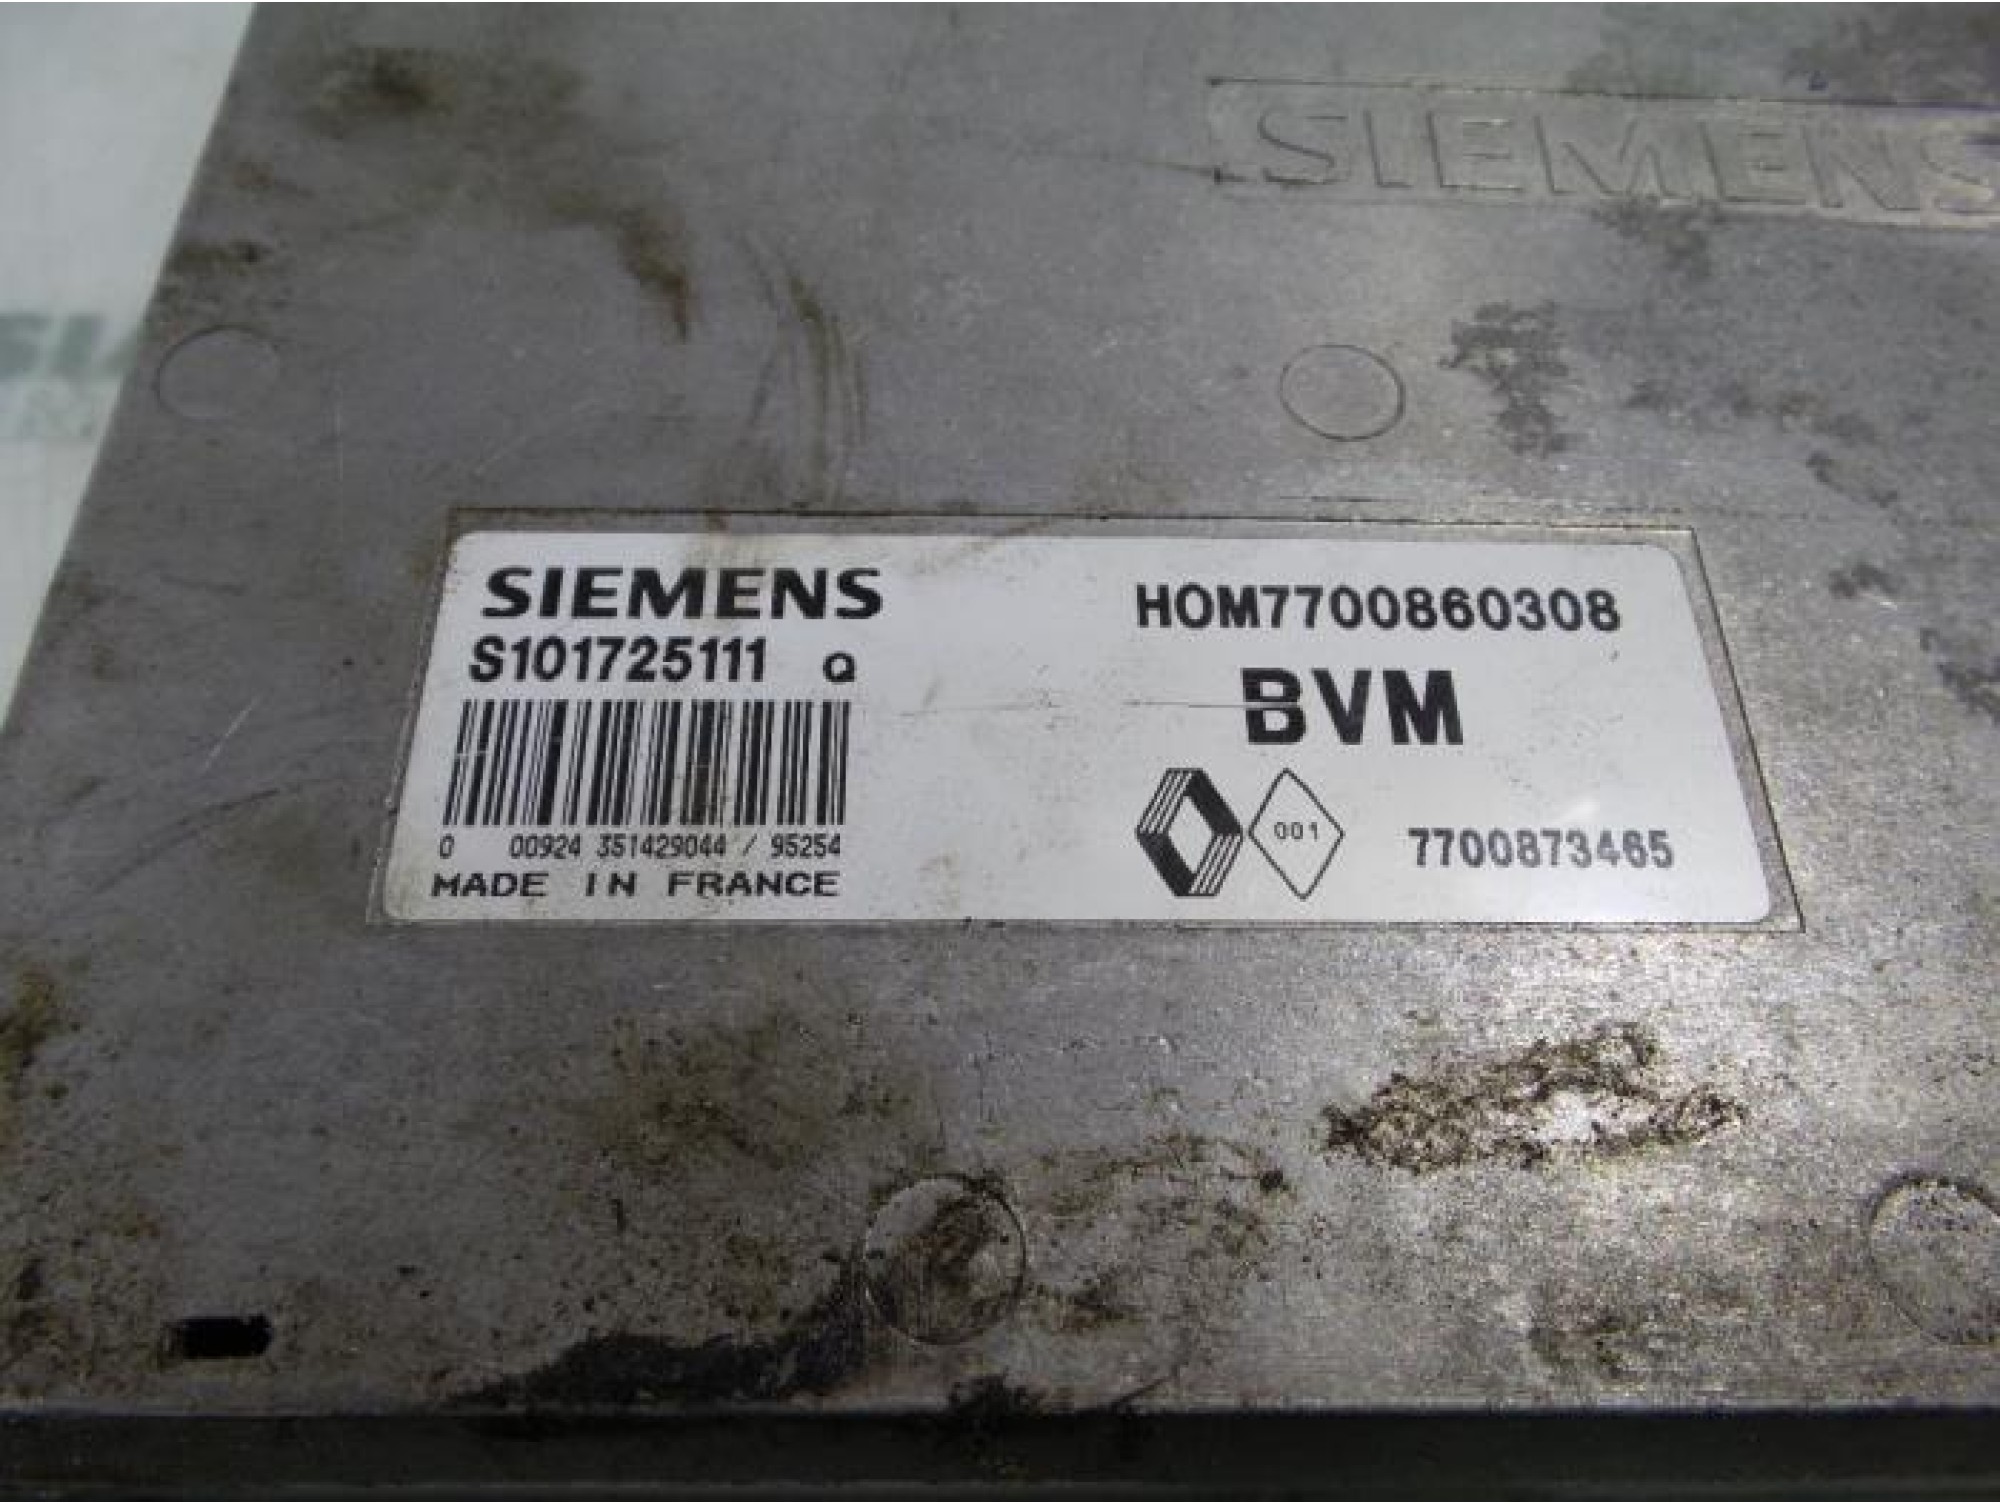 SIEMENS
SIEMENS
HOM7700860308
S101725111 Q
BVM
001
7700873465
0 00924 351429044 / 95254
MADE IN FRANCE